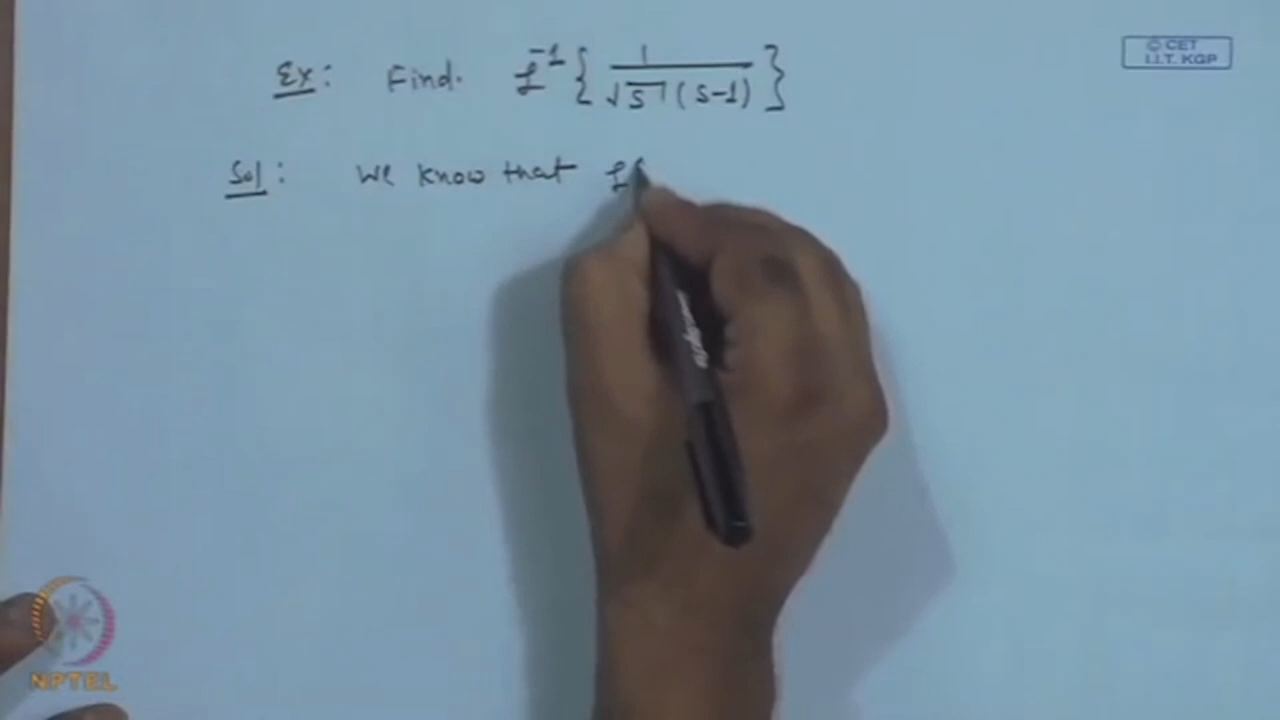 Ex: Find. £⁻¹ { 1 / √s (s-1) }
© CET
I.I.T. KGP
Sol: We know that £
NPTEL